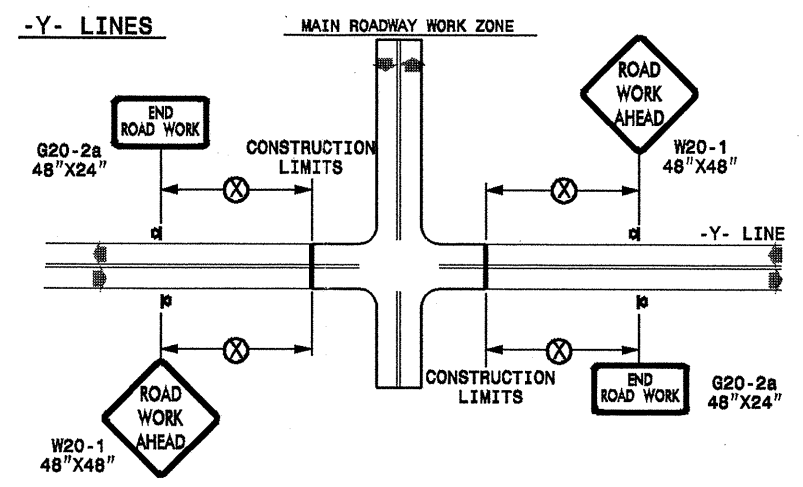 -Y- LINES
MAIN ROADWAY WORK ZONE
END
ROAD WORK
G20-2a
48"X24"
CONSTRUCTION
LIMITS
X
ROAD
WORK
AHEAD
W20-1
48"X48"
X
-Y- LINE
X
ROAD
WORK
AHEAD
W20-1
48"X48"
X
CONSTRUCTION
LIMITS
END
ROAD WORK
G20-2a
48"X24"